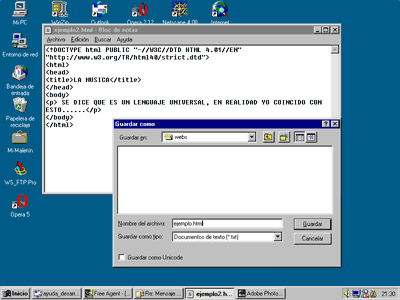 Mi PC
WinZip
Outlook
Opera 2.12
Netscape 4.08
Internet
Entorno de red
Bandeja de
entrada
Papelera
de reciclaje
Mi Maletín
WS_FTP Pro
Opera 5
ejemplo2.html - Bloc de notas
Archivo Edición Buscar Ayuda
<!DOCTYPE html PUBLIC "-//W3C//DTD HTML 4.01//EN"
"http://www.w3.org/TR/html40/strict.dtd">
<html>
<head>
<title>LA MUSICA</title>
</head>
<body>
<p> SE DICE QUE ES UN LENGUAJE UNIVERSAL, EN REALIDAD YO COINCIDO CON
ESTO......</p>
</body>
</html>
Guardar como
Guardar en: webs
Nombre del archivo: ejemplo.html Guardar
Guardar como tipo: Documentos de texto (*.txt) Cancelar
Guardar como Unicode
Inicio ayuda_desarr... Free Agent - [... Re: Mensaje ... ejemplo2.h... Adobe Photo... 21:30